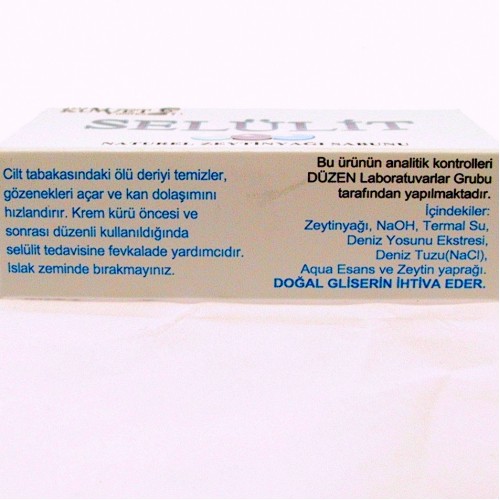 SELÜLİT
NATUREL ZEYTİNYAĞI SABUNU
Cilt tabakasındaki ölü deriyi temizler,
gözenekleri açar ve kan dolaşımını
hızlandırır. Krem kürü öncesi ve
sonrası düzenli kullanıldığında
selülit tedavisine fevkalade yardımcıdır.
Islak zeminde bırakmayınız.
Bu ürünün analitik kontrolleri
DÜZEN Laboratuvarlar Grubu
tarafından yapılmaktadır.
İçindekiler:
Zeytinyağı, NaOH, Termal Su,
Deniz Yosunu Ekstresi,
Deniz Tuzu(NaCl),
Aqua Esans ve Zeytin yaprağı.
DOĞAL GLİSERİN İHTİVA EDER.